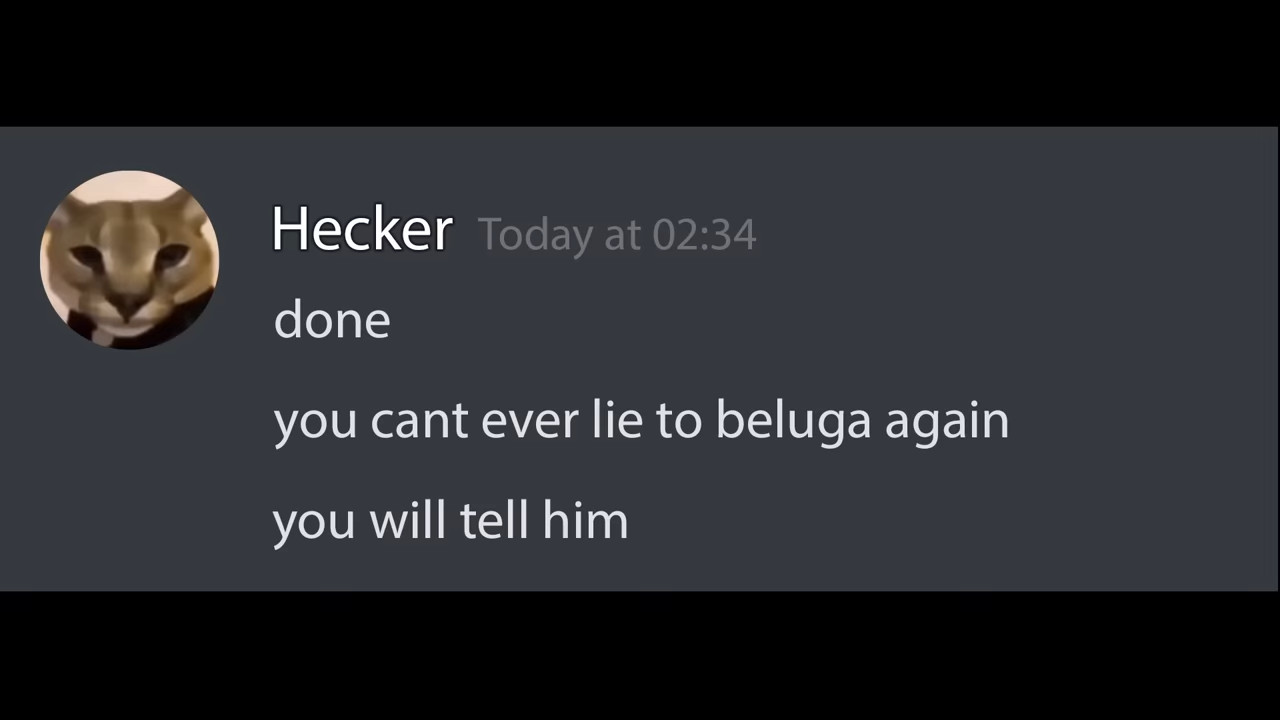 Hecker Today at 02:34
done
you cant ever lie to beluga again
you will tell him